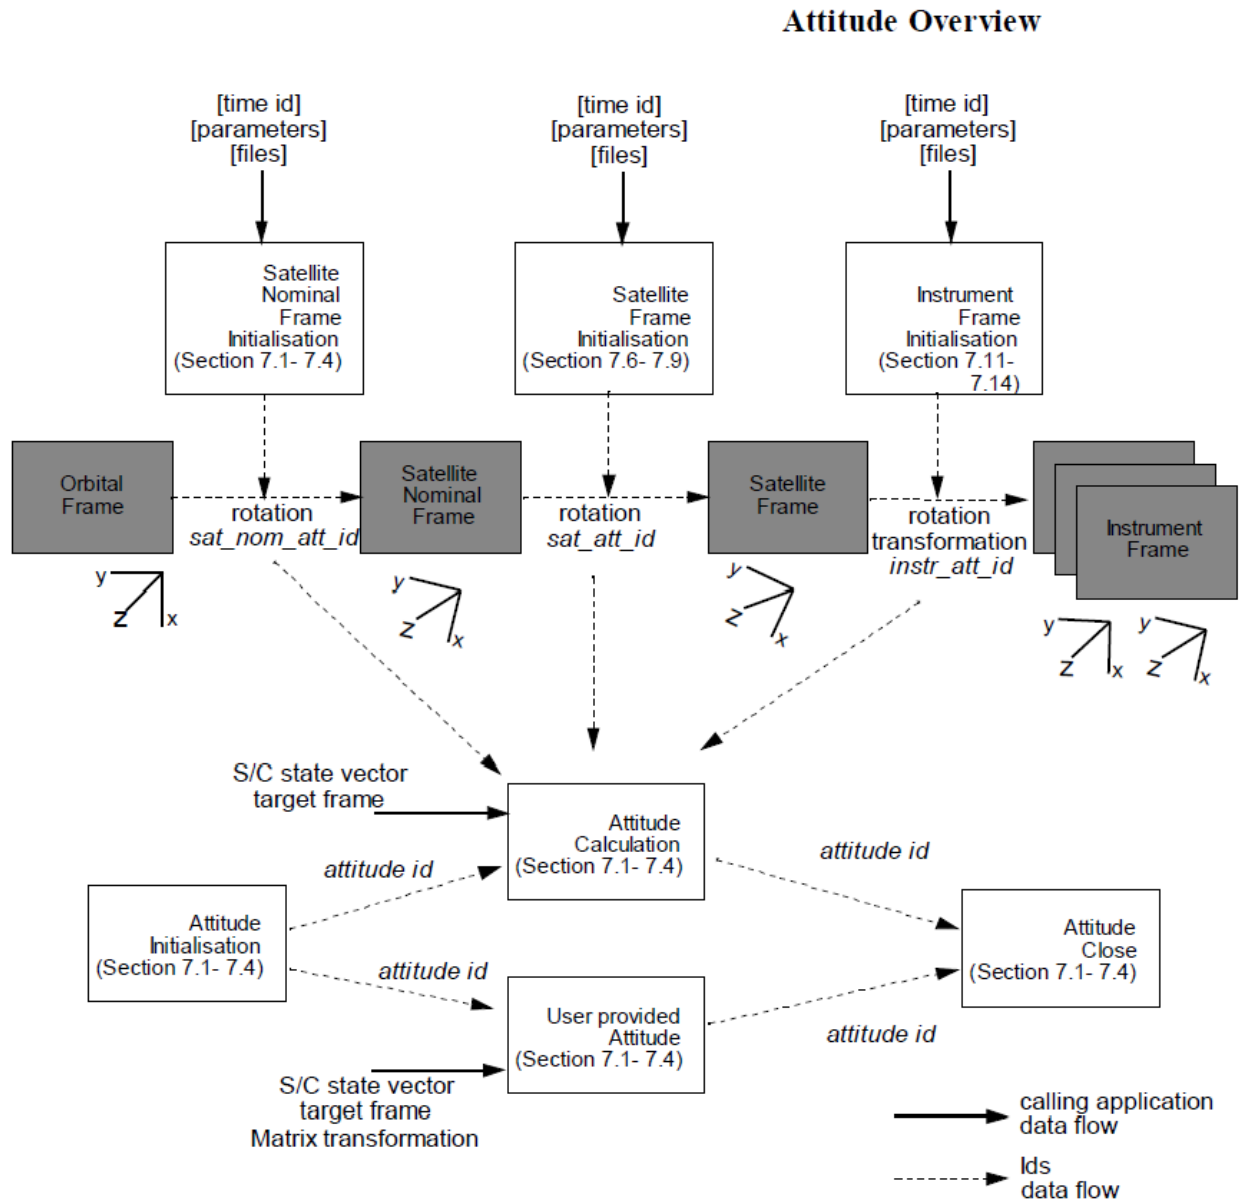 Attitude Overview
[time id]
[parameters]
[files]
[time id]
[parameters]
[files]
[time id]
[parameters]
[files]
Satellite
Nominal
Frame
Initialisation
(Section 7.1- 7.4)
Satellite
Frame
Initialisation
(Section 7.6- 7.9)
Instrument
Frame
Initialisation
(Section 7.11-
7.14)
Orbital
Frame
rotation
sat_nom_att_id
Satellite
Nominal
Frame
rotation
sat_att_id
Satellite
Frame
rotation
transformation
instr_att_id
Instrument
Frame
y
z
x
y
z
x
y
z
x
y
z
x
y
z
x
S/C state vector
target frame
Attitude
Calculation
(Section 7.1- 7.4)
attitude id
attitude id
Attitude
Initialisation
(Section 7.1- 7.4)
Attitude
Close
(Section 7.1- 7.4)
attitude id
User provided
Attitude
(Section 7.1- 7.4)
attitude id
S/C state vector
target frame
Matrix transformation
calling application
data flow
Ids
data flow